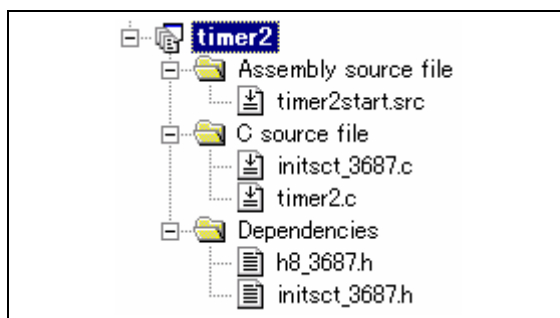 timer2
Assembly source file
timer2start.src
C source file
initsct_3687.c
timer2.c
Dependencies
h8_3687.h
initsct_3687.h